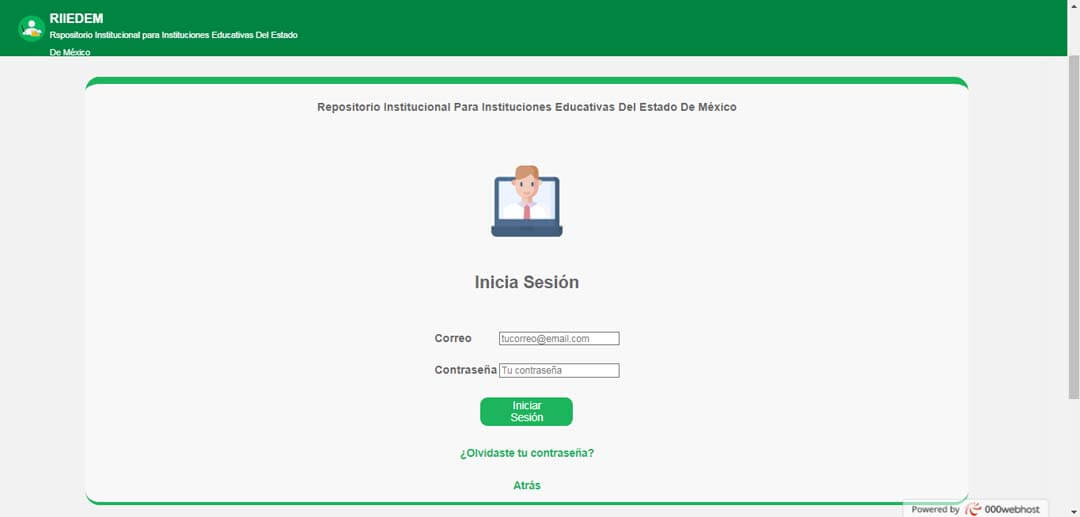 RIIEDEM
Rspositorio Institucional para Instituciones Educativas Del Estado
De México
Repositorio Institucional Para Instituciones Educativas Del Estado De México
Inicia Sesión
Correo tucorreo@email.com
Contraseña Tu contraseña
Iniciar
Sesión
¿Olvidaste tu contraseña?
Atrás
Powered by 000webhost